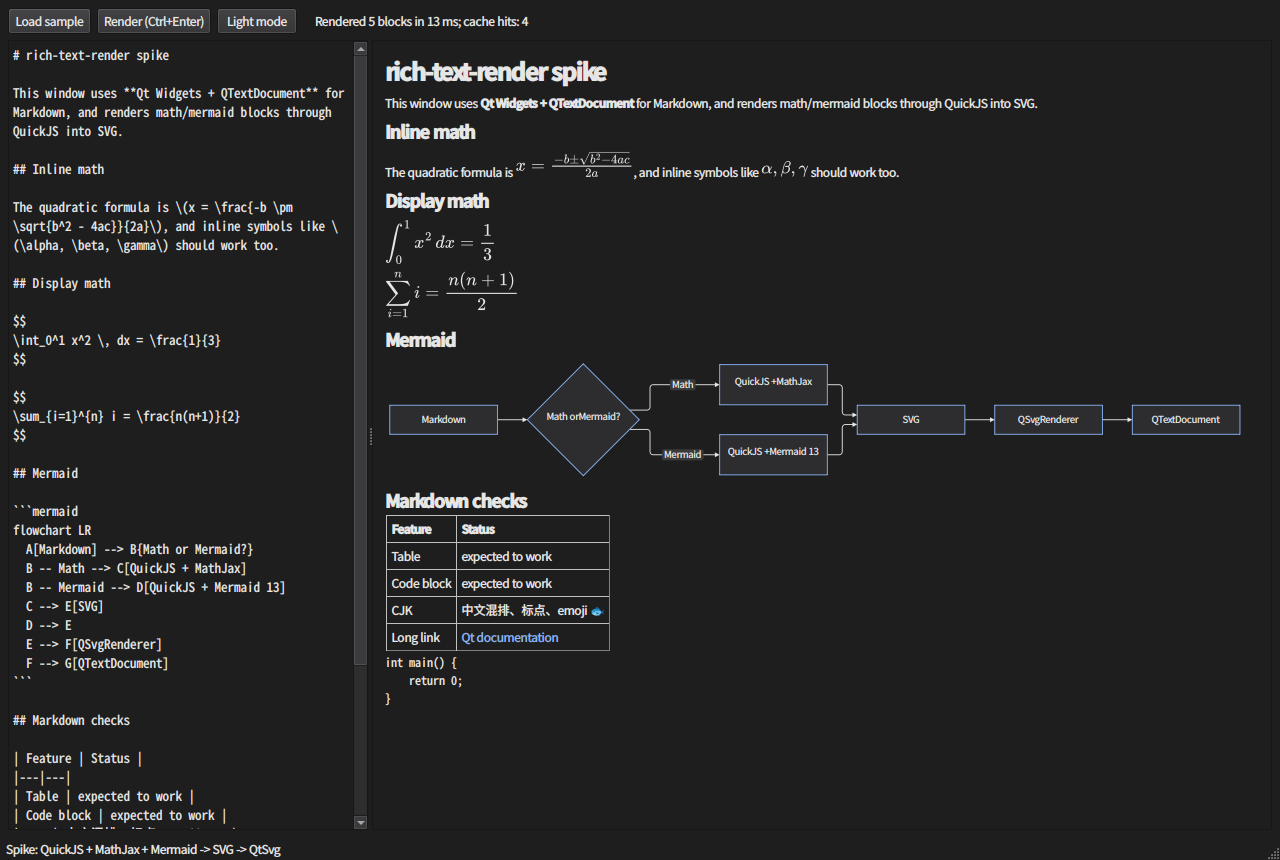 Load sample Render (Ctrl+Enter) Light mode Rendered 5 blocks in 13 ms; cache hits: 4
# rich-text-render spike
This window uses **Qt Widgets + QTextDocument** for
Markdown, and renders math/mermaid blocks through
QuickJS into SVG.
## Inline math
The quadratic formula is \(x = \frac{-b \pm
\sqrt{b^2 - 4ac}}{2a}\), and inline symbols like \
(\alpha, \beta, \gamma\) should work too.
## Display math
$$
\int_0^1 x^2 \, dx = \frac{1}{3}
$$
$$
\sum_{i=1}^{n} i = \frac{n(n+1)}{2}
$$
## Mermaid
```mermaid
flowchart LR
  A[Markdown] --> B{Math or Mermaid?}
  B -- Math --> C[QuickJS + MathJax]
  B -- Mermaid --> D[QuickJS + Mermaid 13]
  C --> E[SVG]
  D --> E
  E --> F[QSvgRenderer]
  F --> G[QTextDocument]
```
## Markdown checks
| Feature | Status |
|---|---|
| Table | expected to work |
| Code block | expected to work |
rich-text-render spike
This window uses Qt Widgets + QTextDocument for Markdown, and renders math/mermaid blocks through QuickJS into SVG.
Inline math
The quadratic formula is x = −b±√b²−4ac / 2a , and inline symbols like α, β, γ should work too.
Display math
∫₀¹ x² dx = 1/3
∑ᵢ₌₁ⁿ i = n(n + 1)/2
Mermaid
Markdown
Math orMermaid?
Math
QuickJS +MathJax
Mermaid
QuickJS +Mermaid 13
SVG
QSvgRenderer
QTextDocument
Markdown checks
Feature Status
Table expected to work
Code block expected to work
CJK 中文混排、标点、emoji 🐟
Long link Qt documentation
int main() {
    return 0;
}
Spike: QuickJS + MathJax + Mermaid -> SVG -> QtSvg